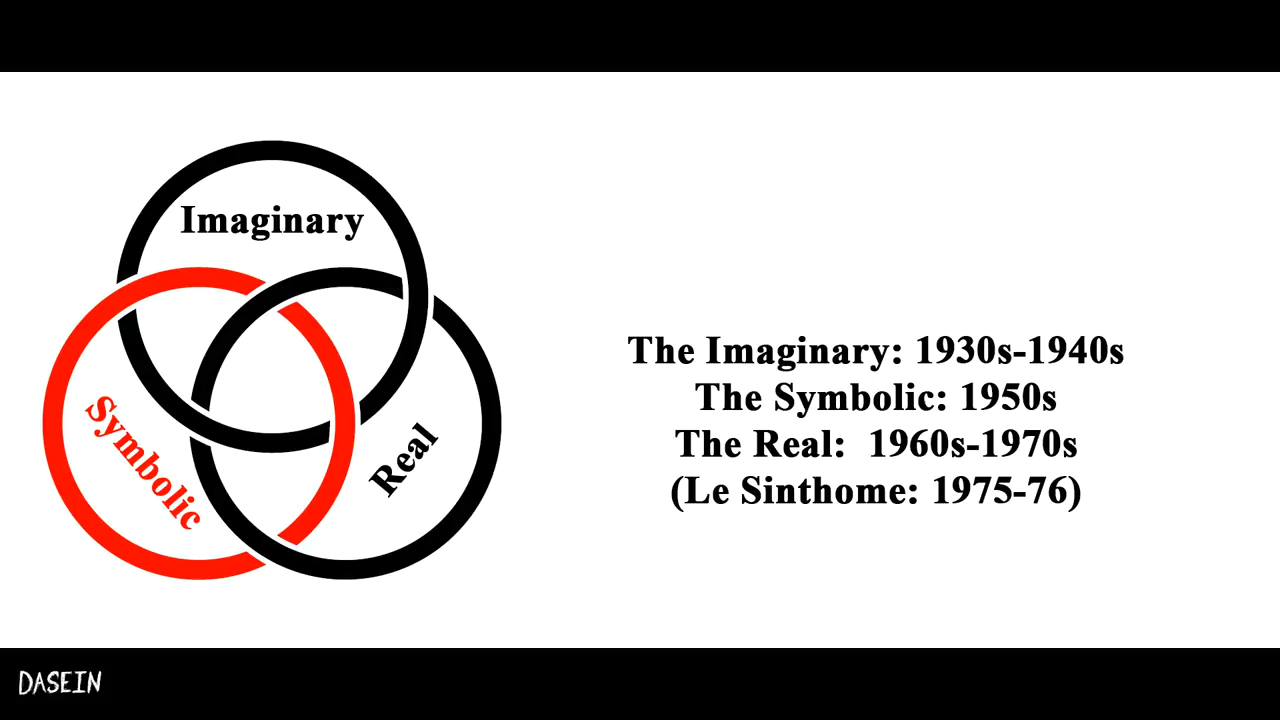 Imaginary
Symbolic
Real
The Imaginary: 1930s-1940s
The Symbolic: 1950s
The Real:  1960s-1970s
(Le Sinthome: 1975-76)
DASEIN